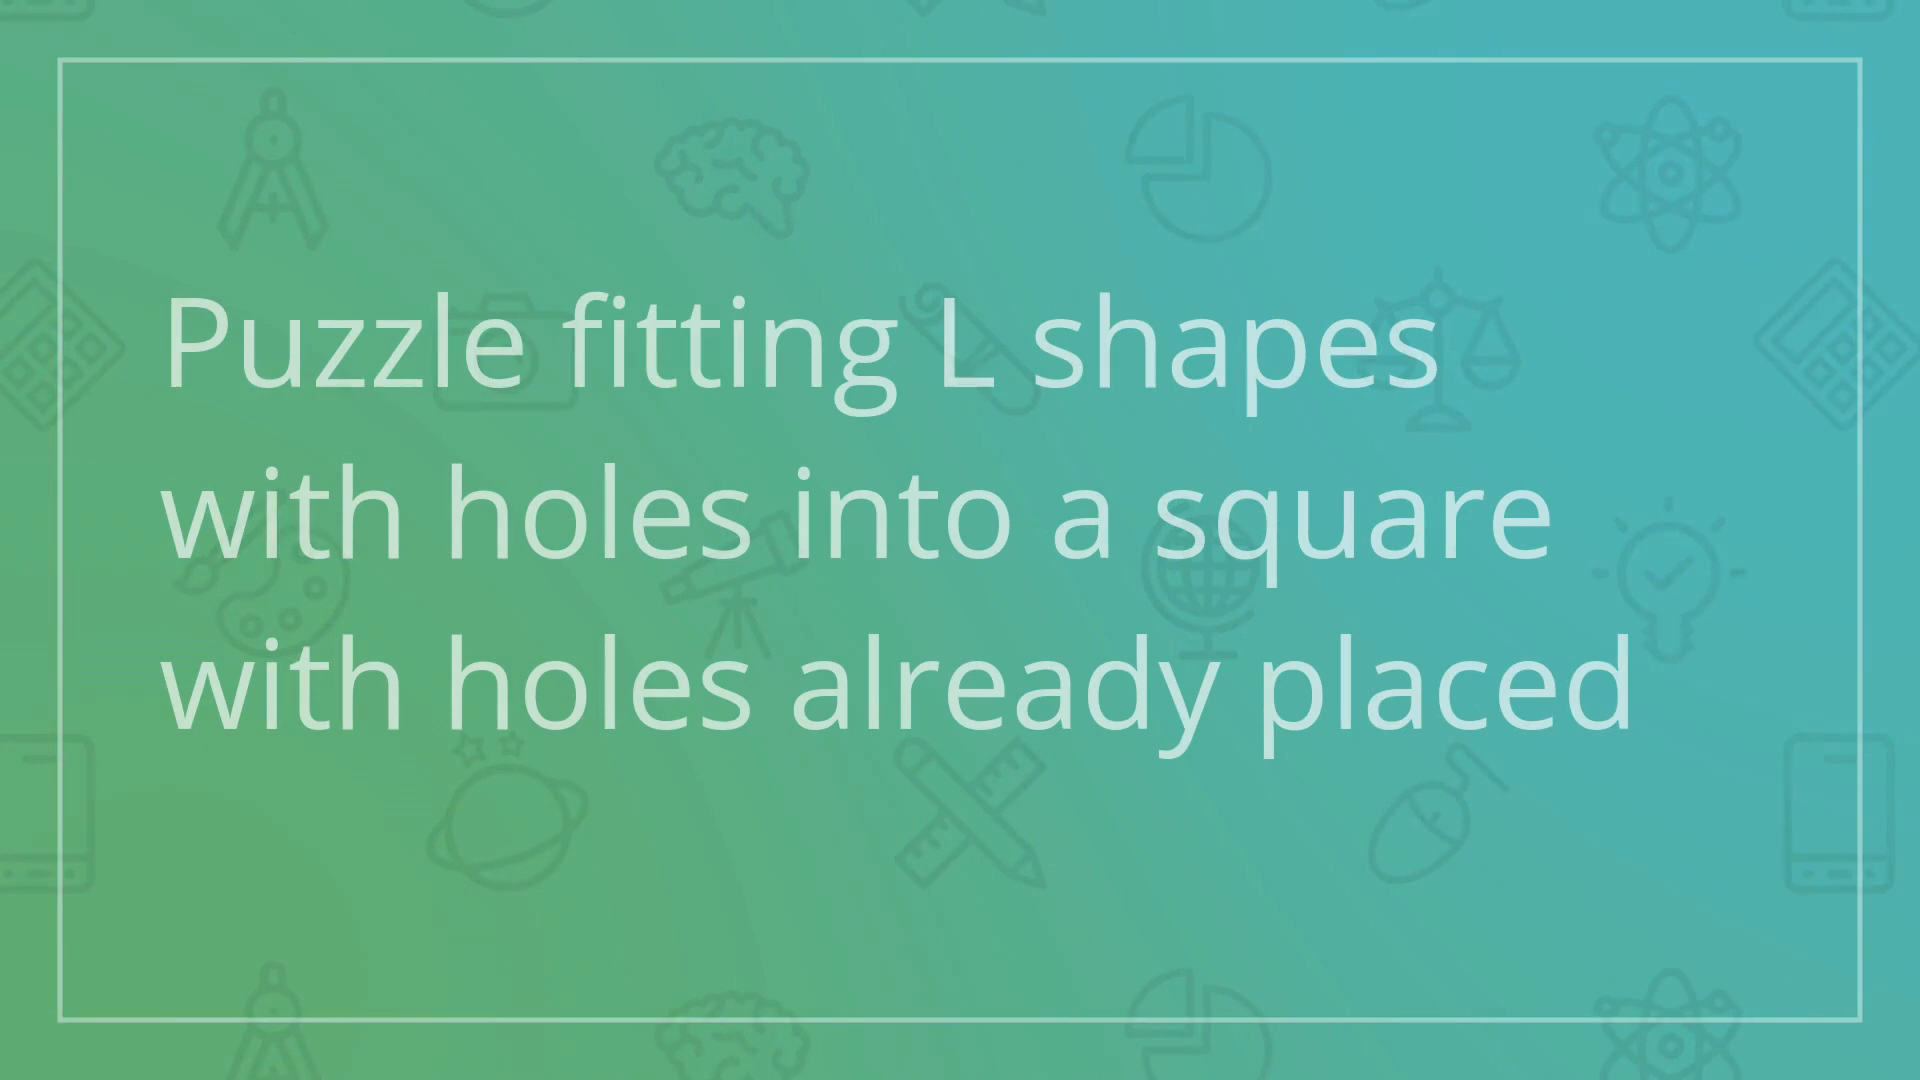 Puzzle fitting L shapes
with holes into a square
with holes already placed